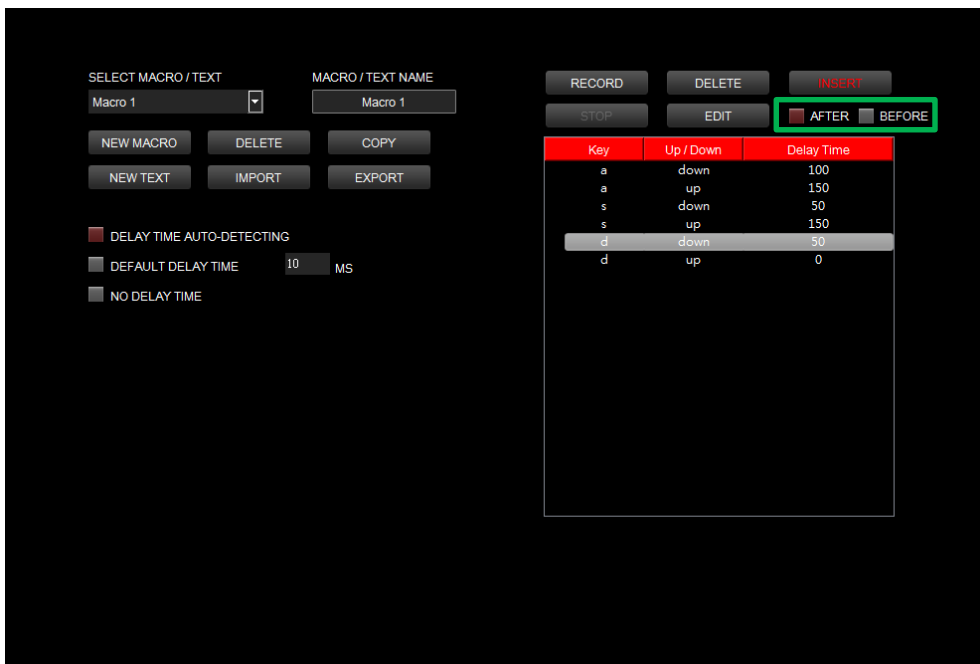 SELECT MACRO / TEXT
MACRO / TEXT NAME
Macro 1
Macro 1
NEW MACRO
DELETE
COPY
NEW TEXT
IMPORT
EXPORT
DELAY TIME AUTO-DETECTING
DEFAULT DELAY TIME 10 MS
NO DELAY TIME
RECORD
DELETE
INSERT
STOP
EDIT
AFTER
BEFORE
Key Up / Down Delay Time
a down 100
a up 150
s down 50
s up 150
d down 50
d up 0